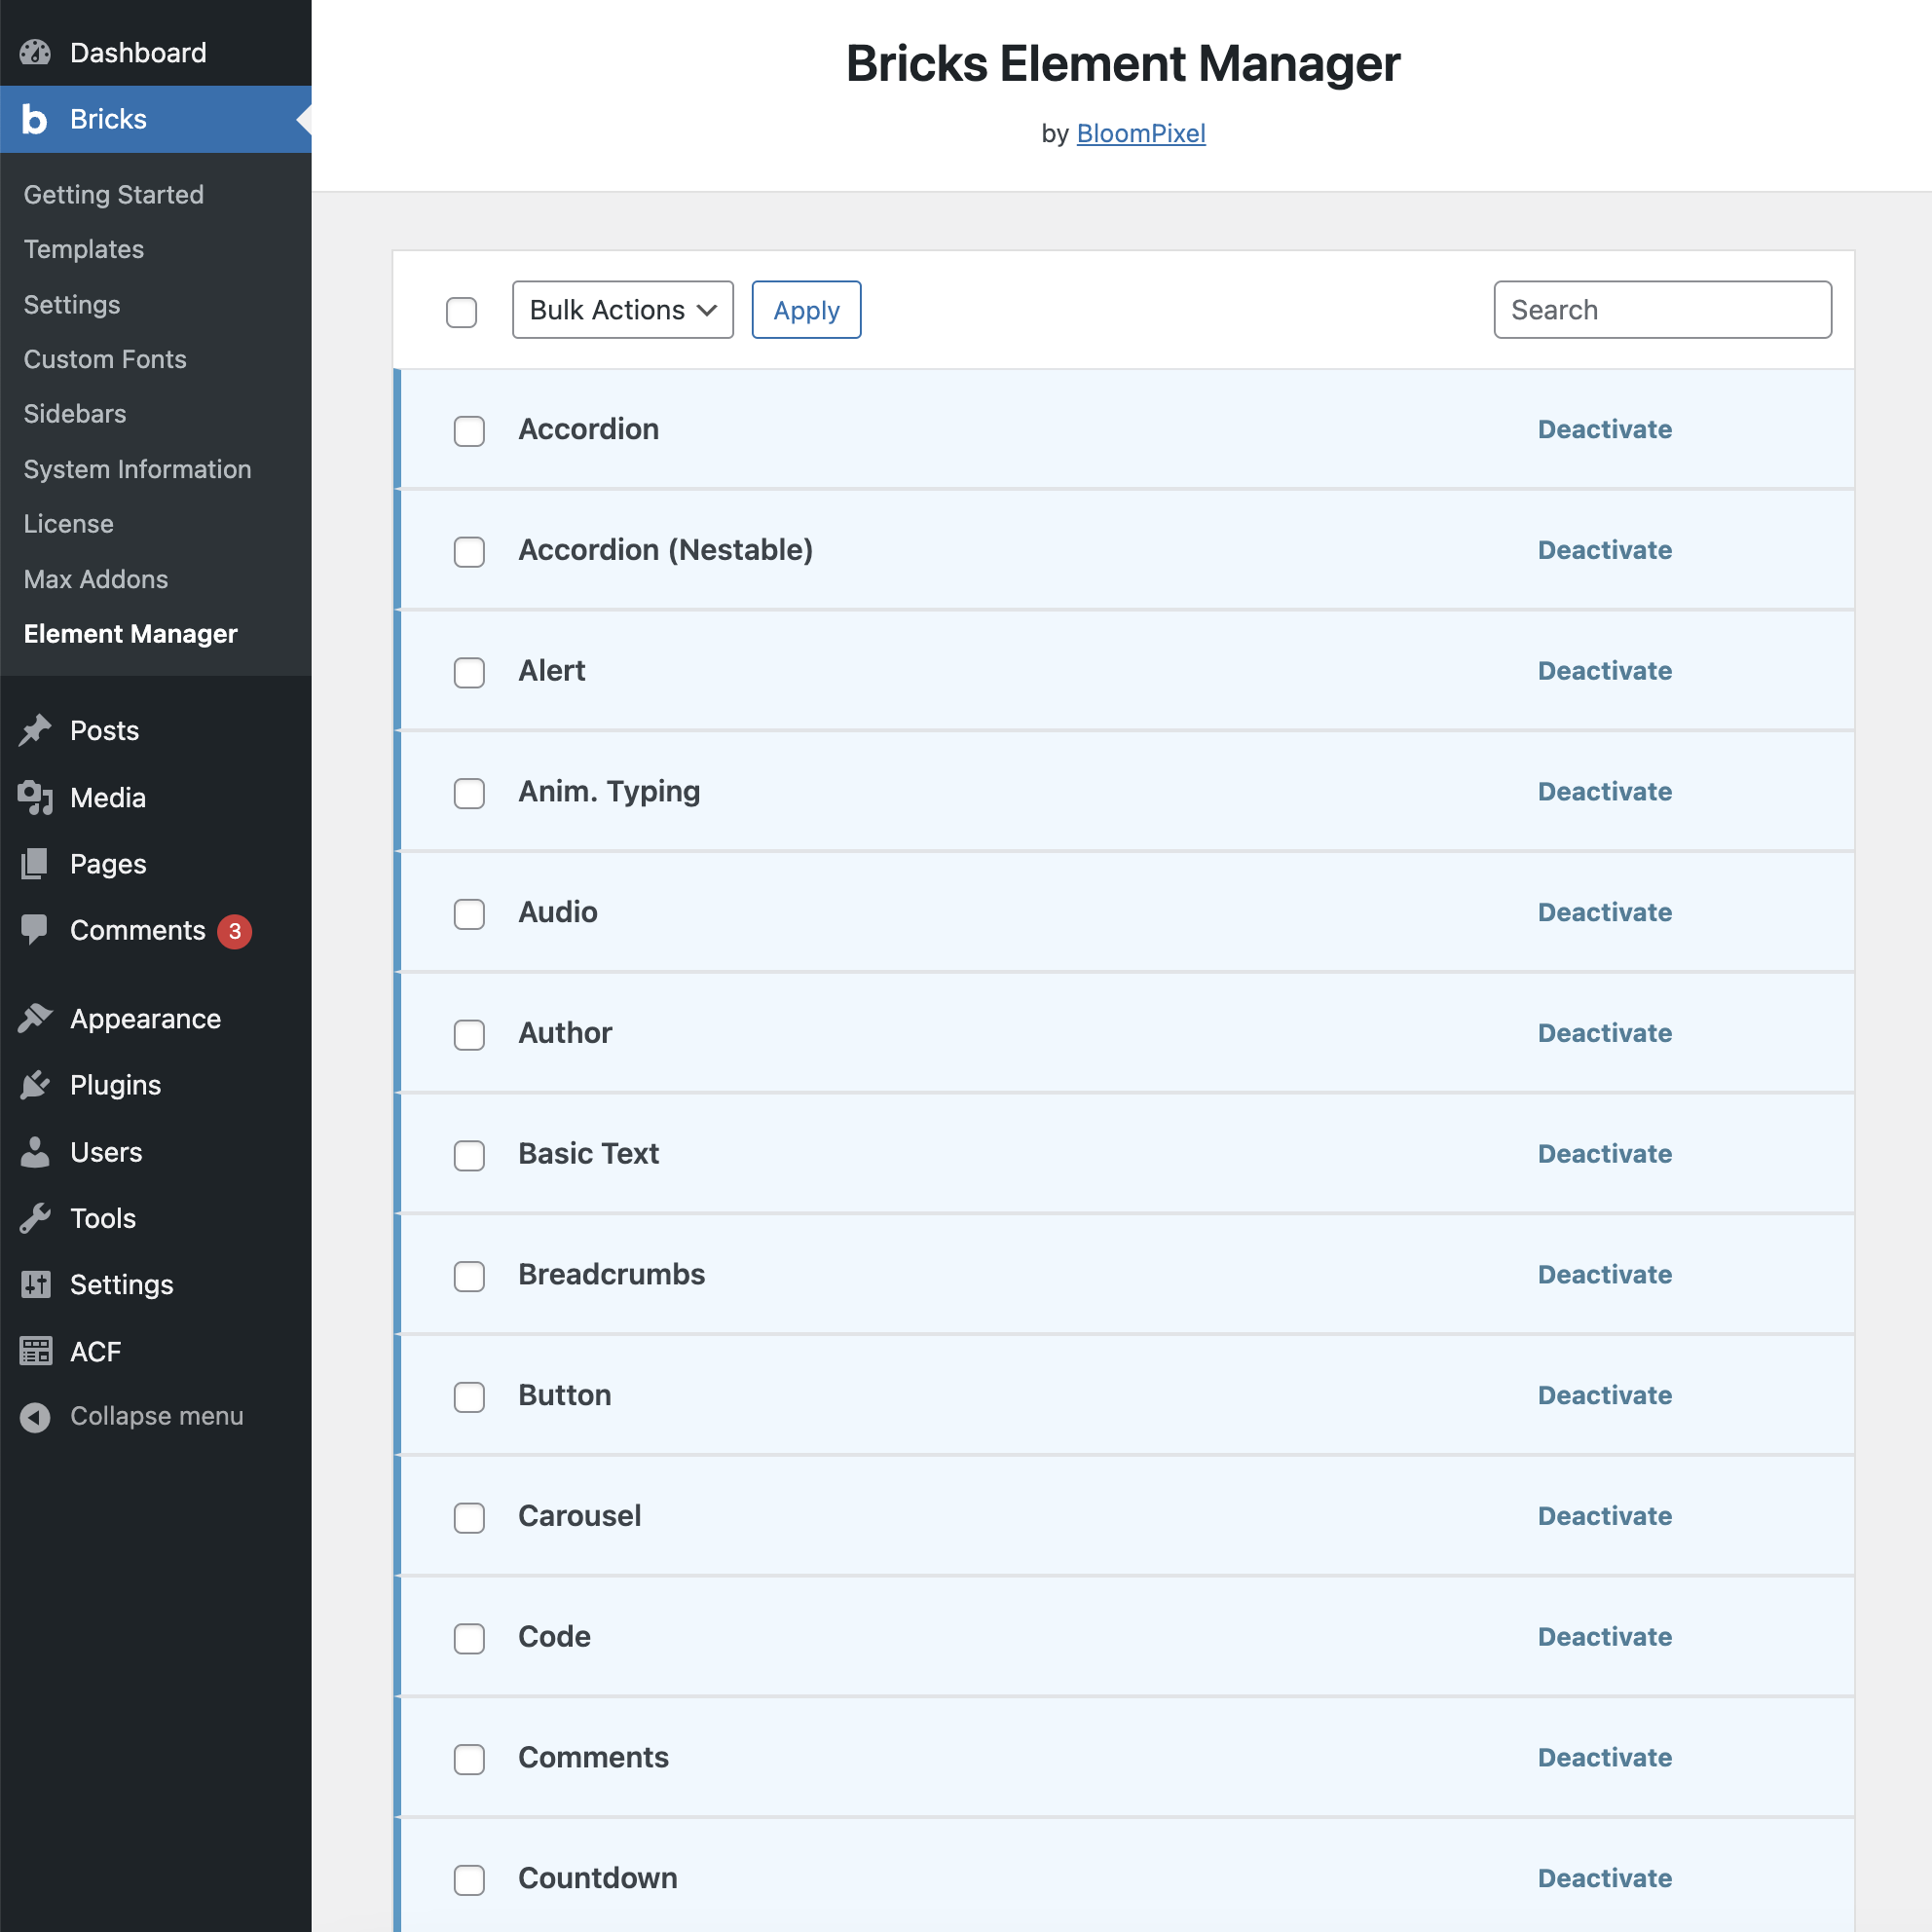 Dashboard
Bricks
Getting Started
Templates
Settings
Custom Fonts
Sidebars
System Information
License
Max Addons
Element Manager
Posts
Media
Pages
Comments 3
Appearance
Plugins
Users
Tools
Settings
ACF
Collapse menu
Bricks Element Manager
by BloomPixel
Bulk Actions Apply Search
Accordion Deactivate
Accordion (Nestable) Deactivate
Alert Deactivate
Anim. Typing Deactivate
Audio Deactivate
Author Deactivate
Basic Text Deactivate
Breadcrumbs Deactivate
Button Deactivate
Carousel Deactivate
Code Deactivate
Comments Deactivate
Countdown Deactivate